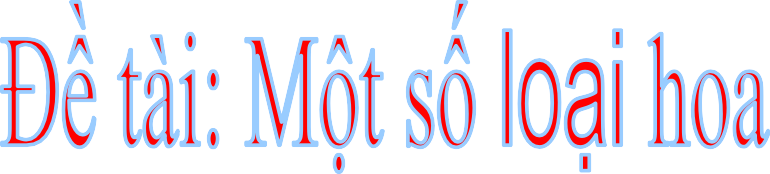 Đề tài: Một số loại hoa